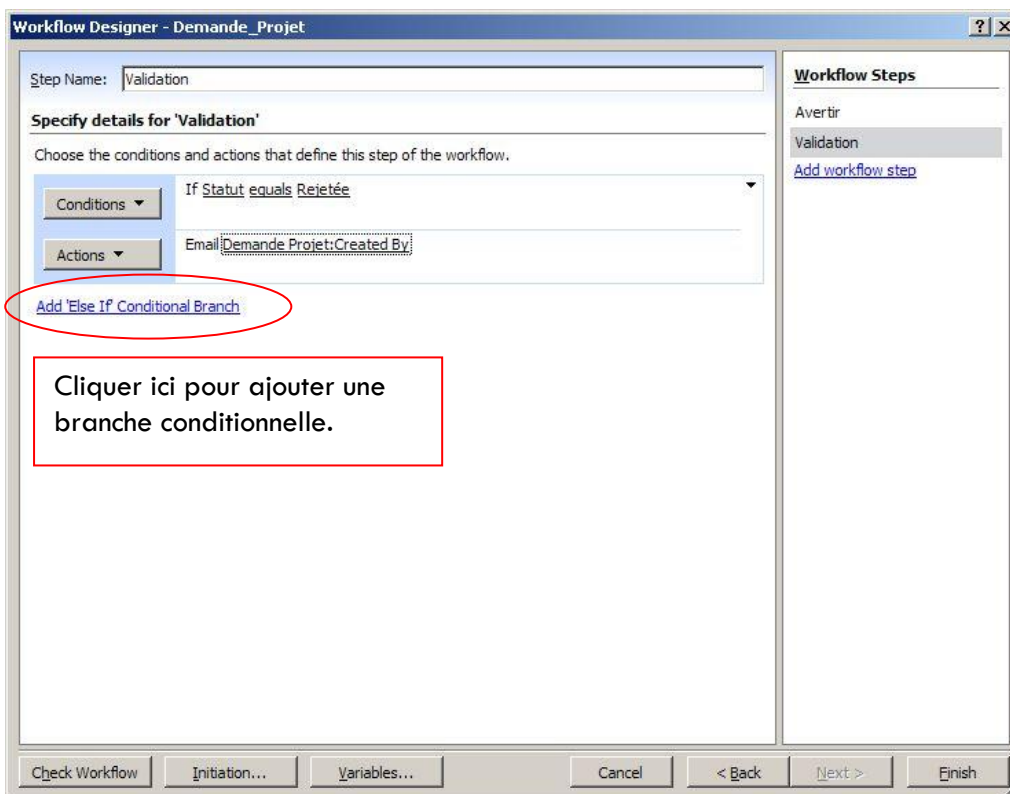 Workflow Designer - Demande_Projet
Step Name: Validation
Specify details for 'Validation'
Choose the conditions and actions that define this step of the workflow.
Conditions
If Statut equals Rejetée
Actions
Email Demande Projet:Created By
Add 'Else If' Conditional Branch
Cliquer ici pour ajouter une
branche conditionnelle.
Workflow Steps
Avertir
Validation
Add workflow step
Check Workflow
Initiation...
Variables...
Cancel
< Back
Next >
Finish